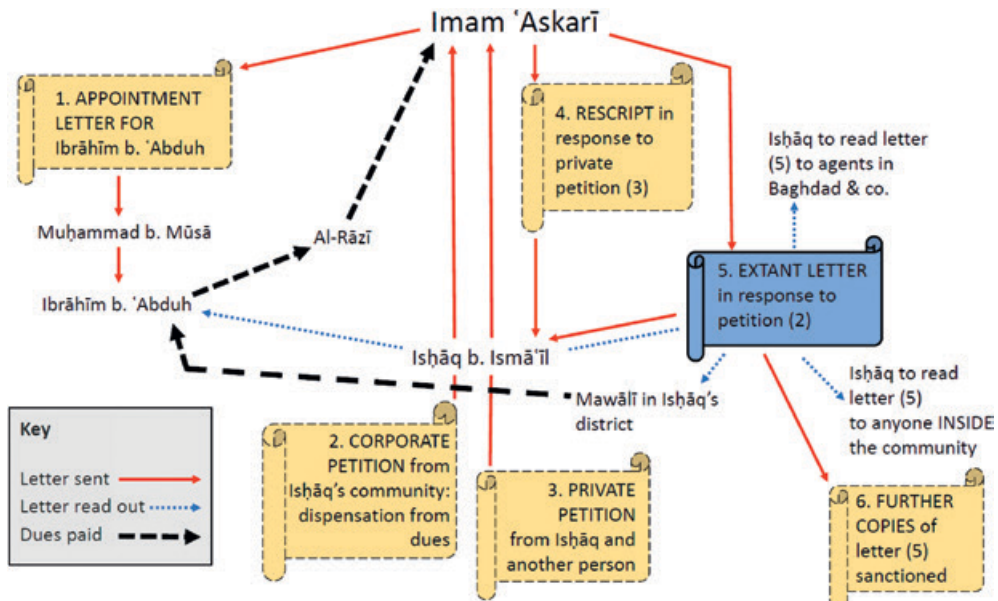 Imam ʿAskarī
1. APPOINTMENT
LETTER FOR
Ibrāhīm b. ʿAbduh
Muḥammad b. Mūsā
Ibrāhīm b. ʿAbduh
Al-Rāzī
4. RESCRIPT in
response to
private
petition (3)
Isḥāq to read letter
(5) to agents in
Baghdad & co.
5. EXTANT LETTER
in response to
petition (2)
Isḥāq b. Ismāʿīl
Mawālī in Isḥāq's
district
Isḥāq to read
letter (5)
to anyone INSIDE
the community
2. CORPORATE
PETITION from
Isḥāq's community:
dispensation from
dues
3. PRIVATE
PETITION
from Isḥāq and
another person
6. FURTHER
COPIES of
letter (5)
sanctioned
Key
Letter sent
Letter read out
Dues paid